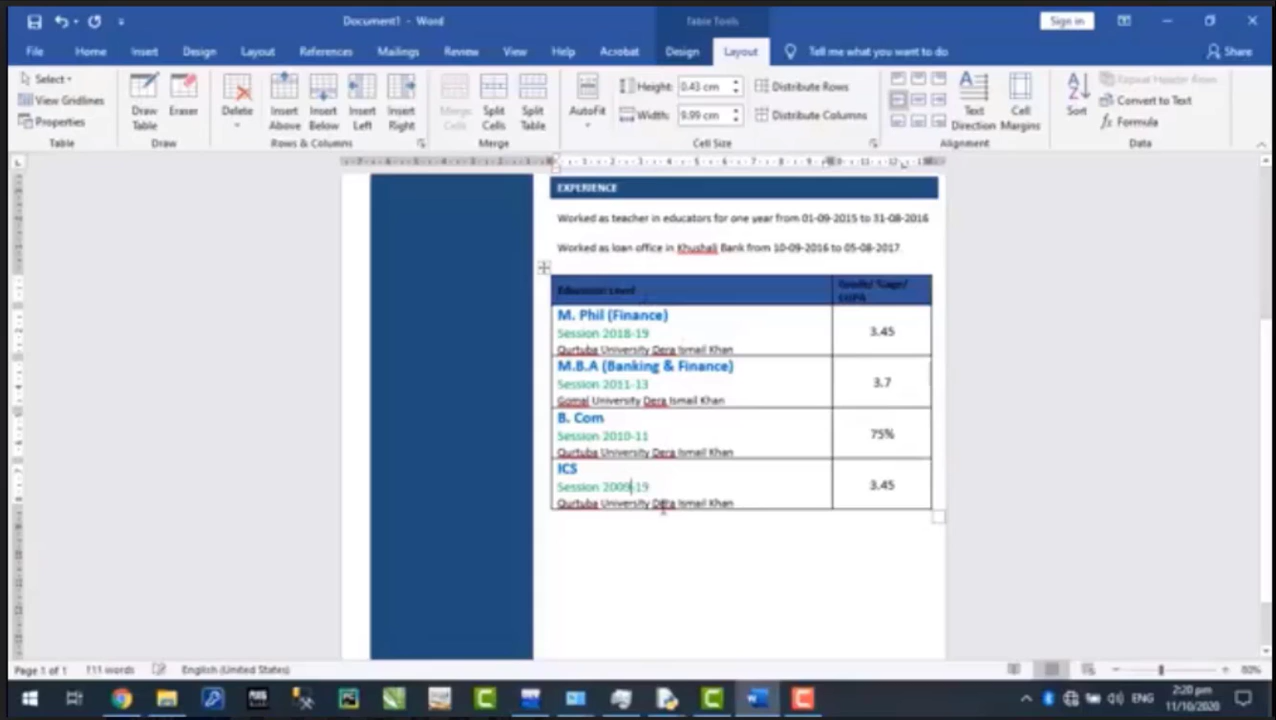 Document1 - Word
Table Tools
Sign in
File Home Insert Design Layout References Mailings Review View Help Acrobat Design Layout Tell me what you want to do Share
Select
View Gridlines
Properties
Table
Draw Table
Eraser
Draw
Delete
Insert Above
Insert Below
Insert Left
Insert Right
Rows & Columns
Merge Cells
Split Cells
Split Table
Merge
AutoFit
Height: 0.43 cm
Width: 9.99 cm
Distribute Rows
Distribute Columns
Cell Size
Text Direction
Cell Margins
Alignment
Sort
Repeat Header Rows
Convert to Text
Formula
Data
EXPERIENCE
Worked as teacher in educators for one year from 01-09-2015 to 31-08-2016
Worked as loan office in Khushali Bank from 10-09-2016 to 05-08-2017
Education Level
Grade/ %age/
CGPA
M. Phil (Finance)
Session 2018-19
Qurtuba University Dera Ismail Khan
3.45
M.B.A (Banking & Finance)
Session 2011-13
Gomal University Dera Ismail Khan
3.7
B. Com
Session 2010-11
Qurtuba University Dera Ismail Khan
75%
ICS
Session 2009-19
Qurtuba University Dera Ismail Khan
3.45
Page 1 of 1 111 words English (United States) 80%
ENG
2:20 pm
11/10/2020